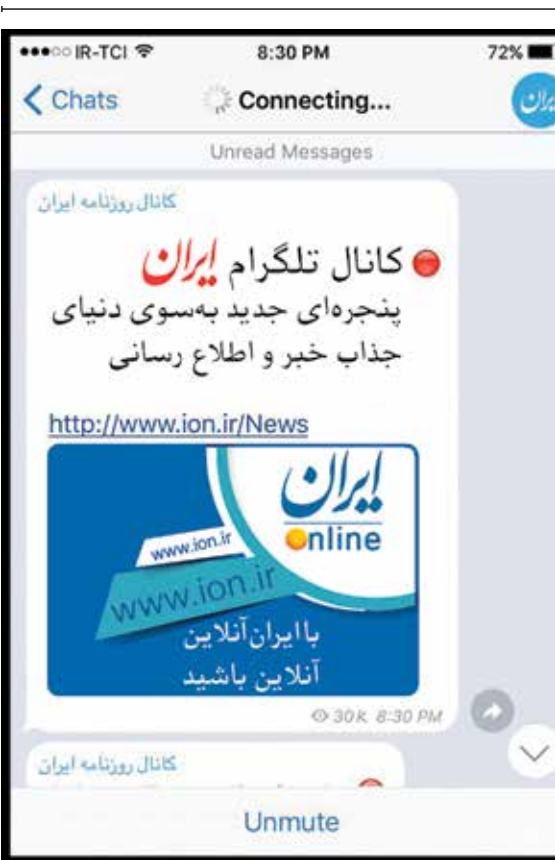 IR-TCI 8:30 PM 72%
Chats Connecting... ایران
Unread Messages
کانال روزنامه ایران
کانال تلگرام ایران
پنجره‌ای جدید به‌سوی دنیای
جذاب خبر و اطلاع رسانی
http://www.ion.ir/News
ایران
Online
www.ion.ir
www.ion.ir
با ایران آنلاین
آنلاین باشید
30K 8:30 PM
کانال روزنامه ایران
Unmute